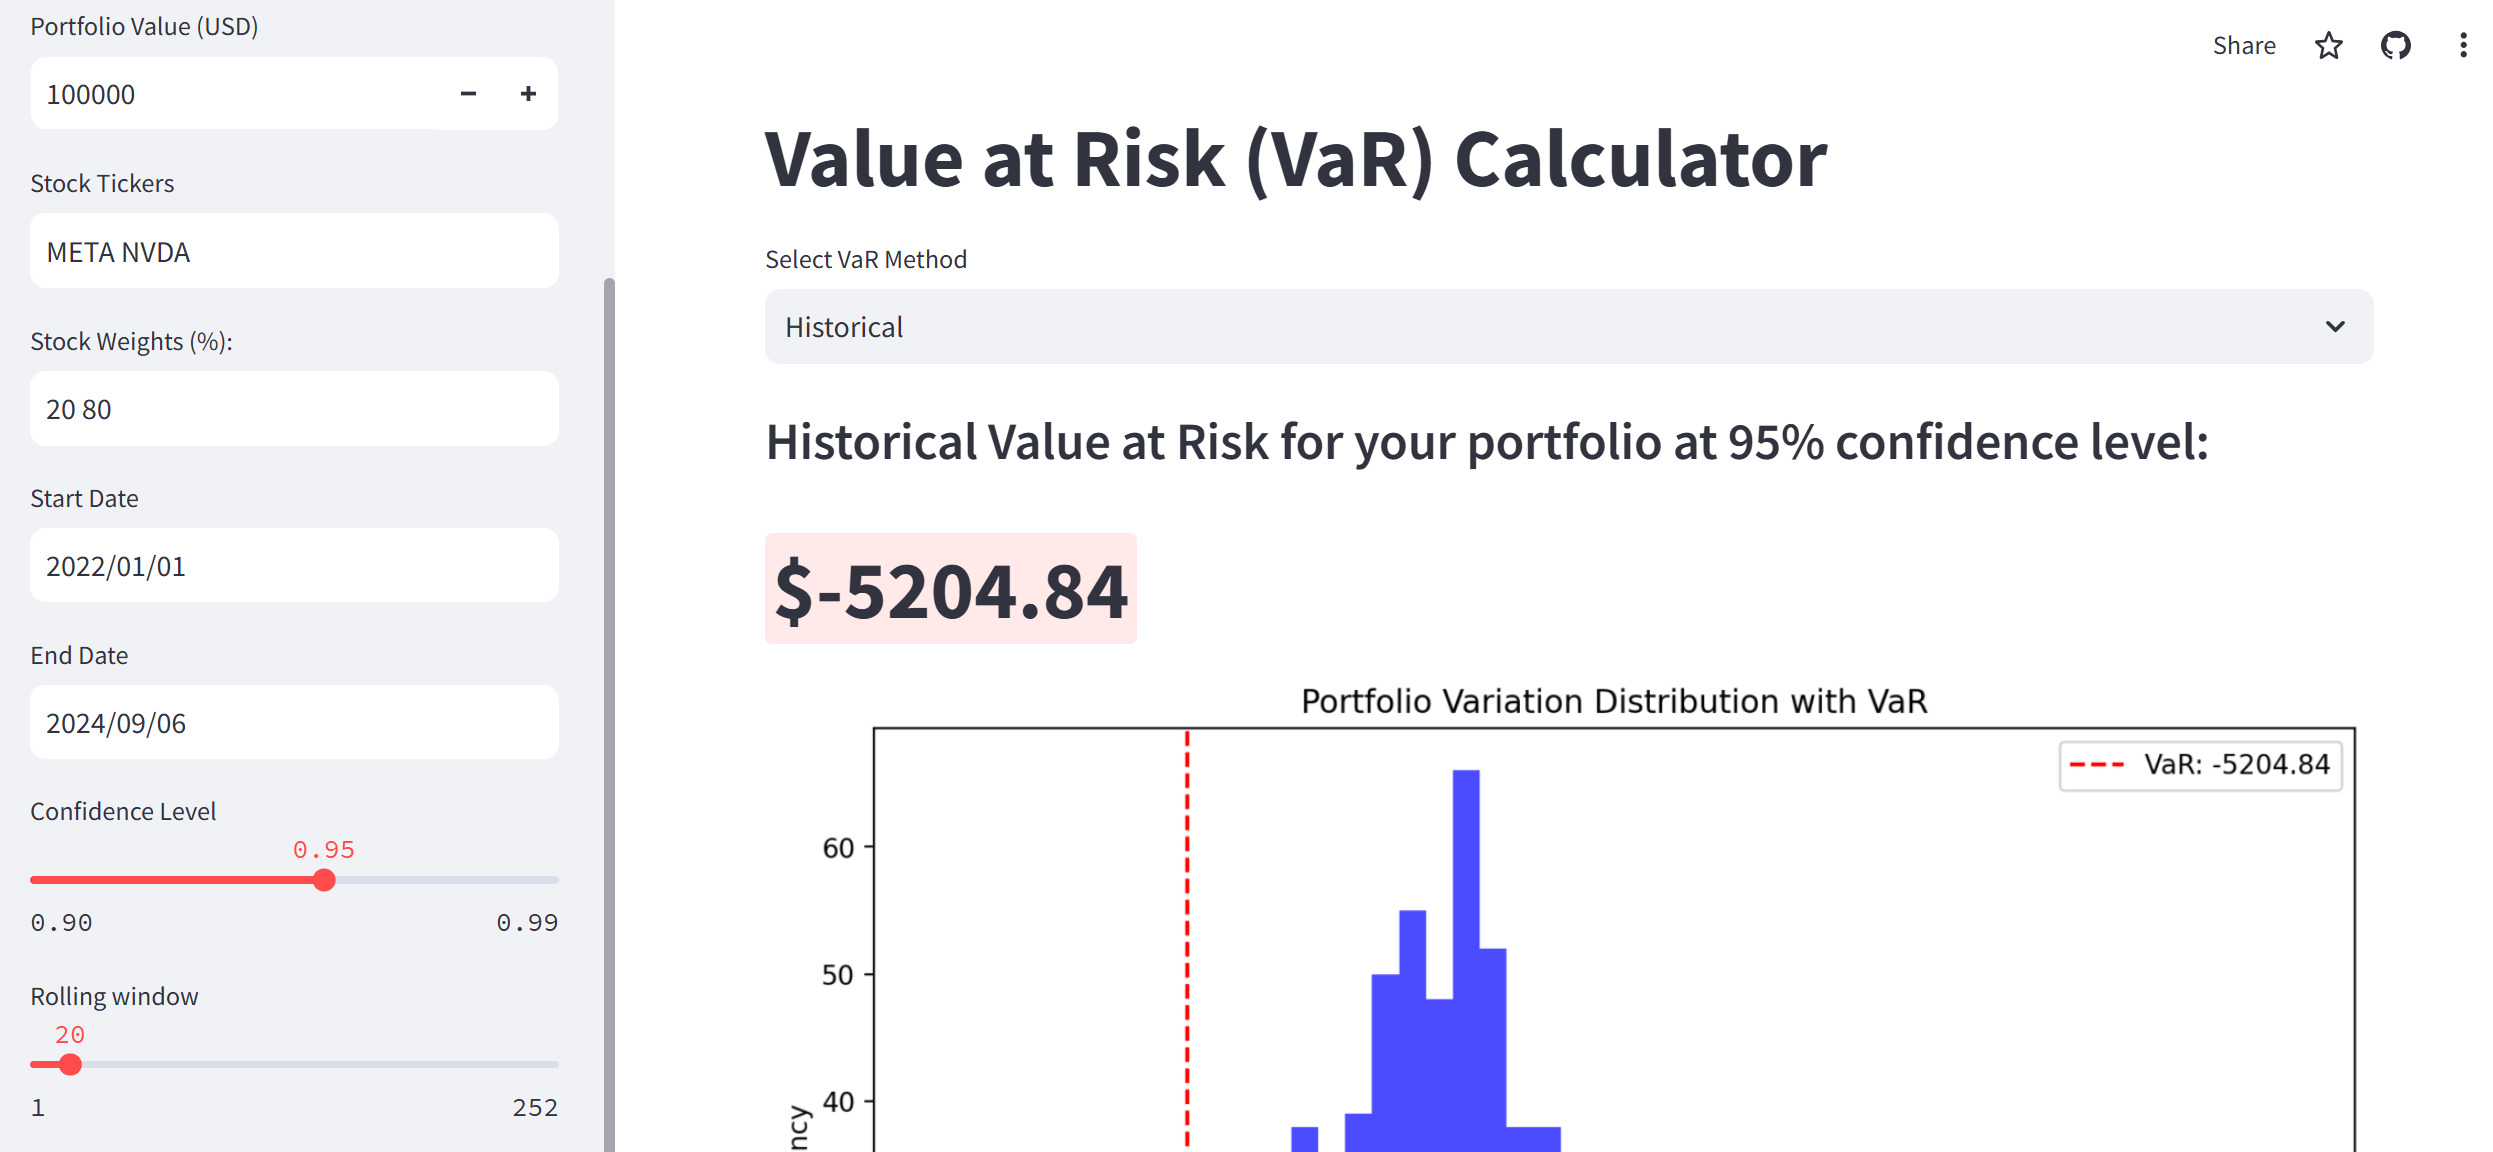 Portfolio Value (USD)
100000
Stock Tickers
META NVDA
Stock Weights (%):
20 80
Start Date
2022/01/01
End Date
2024/09/06
Confidence Level
0.95
0.90 0.99
Rolling window
20
1 252
Share
Value at Risk (VaR) Calculator
Select VaR Method
Historical
Historical Value at Risk for your portfolio at 95% confidence level:
$-5204.84
Portfolio Variation Distribution with VaR
VaR: -5204.84
60
50
40